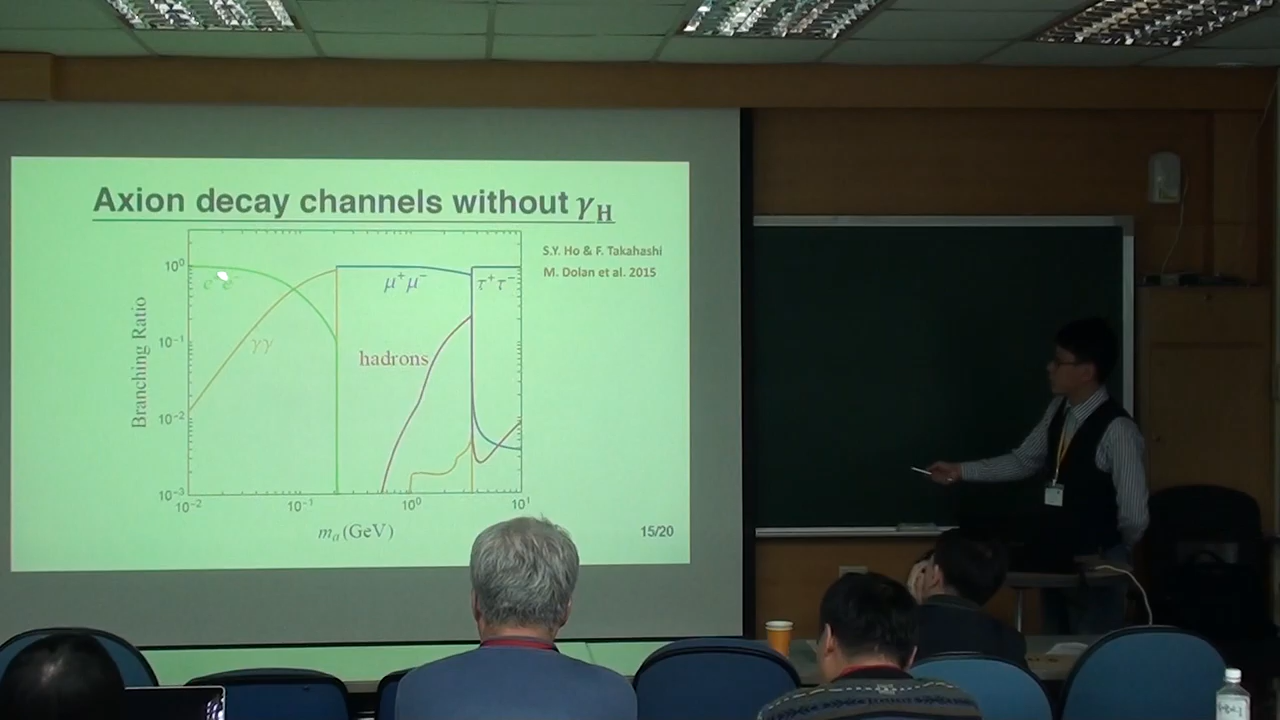 Axion decay channels without γ_H
S.Y. Ho & F. Takahashi
M. Dolan et al. 2015
Branching Ratio
10⁰
10⁻¹
10⁻²
10⁻³
γγ
μ⁺μ⁻
τ⁺τ⁻
hadrons
10⁻² 10⁻¹ 10⁰ 10¹
mₐ(GeV)
15/20